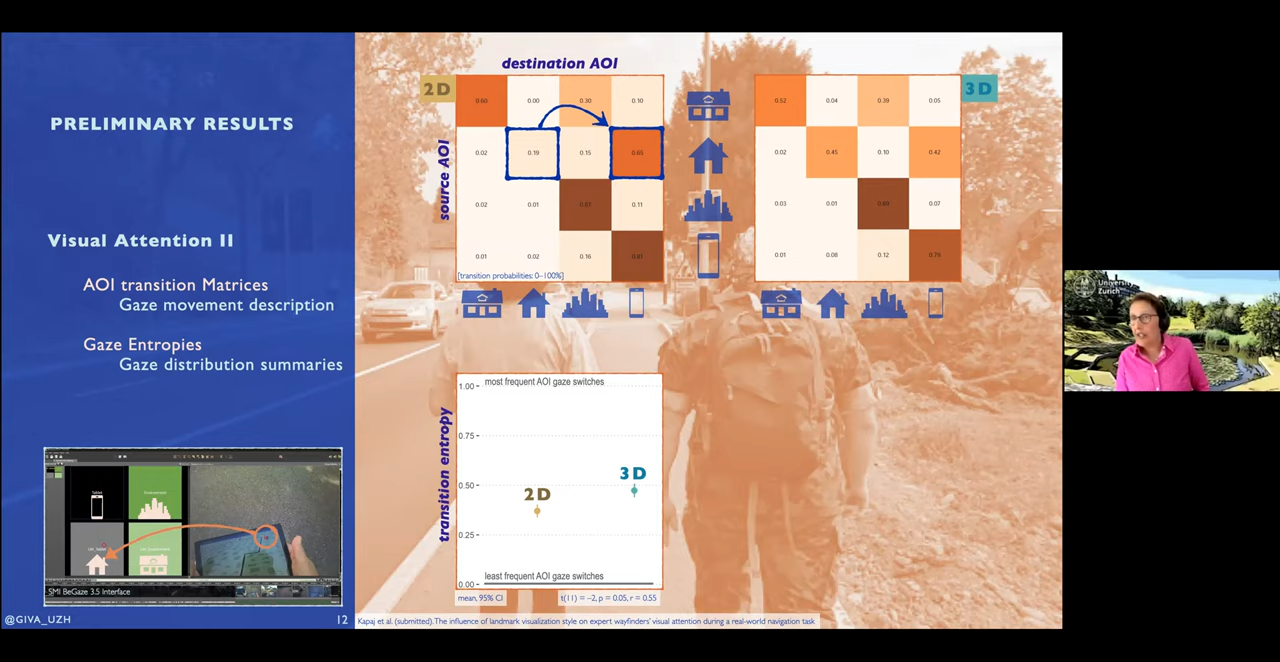 PRELIMINARY RESULTS
Visual Attention II
AOI transition Matrices
Gaze movement description
Gaze Entropies
Gaze distribution summaries
SMI BeGaze 3.5 Interface
@GIVA_UZH
12
destination AOI
2D
3D
source AOI
0.60 0.00 0.30 0.10
0.02 0.19 0.15 0.65
0.02 0.01 0.11
0.01 0.02 0.16 0.81
[transition probabilities: 0–100%]
0.52 0.04 0.39 0.05
0.02 0.45 0.10 0.42
0.03 0.01 0.07
0.01 0.08 0.12 0.79
transition entropy
1.00
most frequent AOI gaze switches
0.75
3D
0.50
2D
0.25
least frequent AOI gaze switches
0.00
mean, 95% CI
t(11) = −2, p = 0.05, r = 0.55
Kapaj et al. (submitted). The influence of landmark visualization style on expert wayfinders' visual attention during a real-world navigation task
University
Zurich